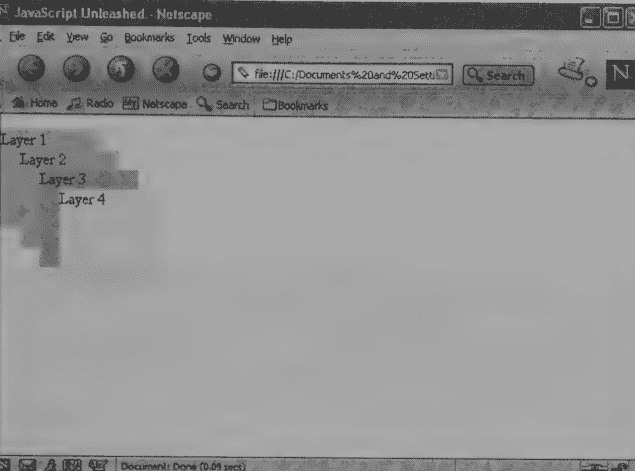 JavaScript Unleashed - Netscape
File Edit View Go Bookmarks Tools Window Help
file:///C:/Documents%20and%20Setti Search
Home Radio My Netscape Search Bookmarks
Layer 1
Layer 2
Layer 3
Layer 4
Document: Done (0.09 secs)